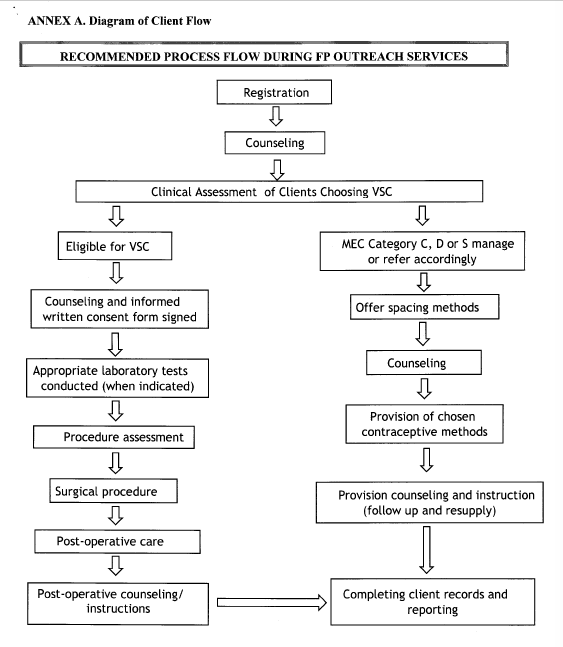 ANNEX A. Diagram of Client Flow
RECOMMENDED PROCESS FLOW DURING FP OUTREACH SERVICES
Registration
Counseling
Clinical Assessment of Clients Choosing VSC
Eligible for VSC
Counseling and informed
written consent form signed
Appropriate laboratory tests
conducted (when indicated)
Procedure assessment
Surgical procedure
Post-operative care
Post-operative counseling/
instructions
MEC Category C, D or S manage
or refer accordingly
Offer spacing methods
Counseling
Provision of chosen
contraceptive methods
Provision counseling and instruction
(follow up and resupply)
Completing client records and
reporting